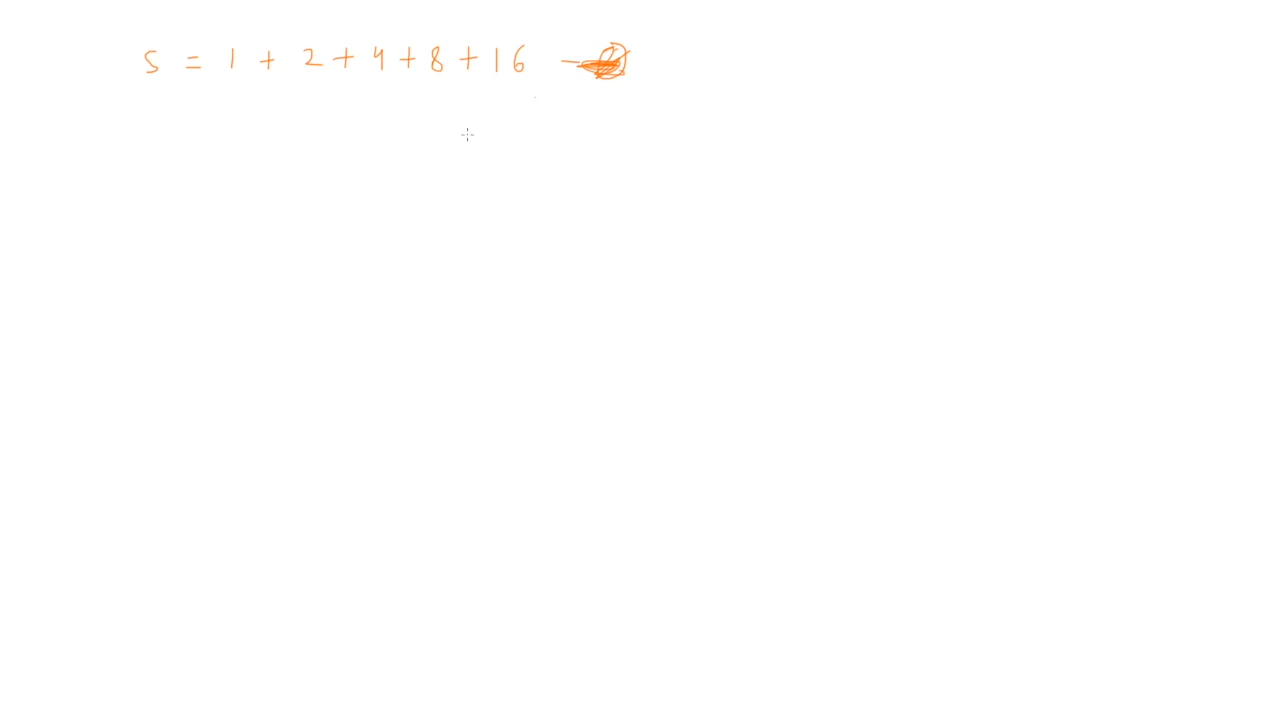 S = 1 + 2 + 4 + 8 + 16 -